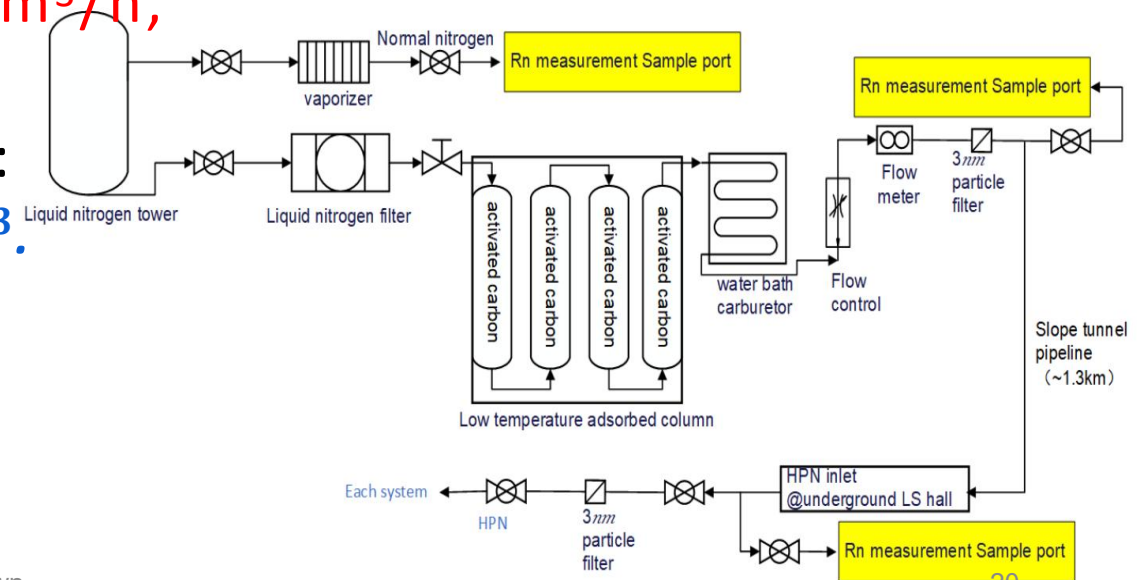 m³/h,
Normal nitrogen
Rn measurement Sample port
vaporizer
Rn measurement Sample port
:
3.
Liquid nitrogen tower
Liquid nitrogen filter
activated carbon
activated carbon
activated carbon
activated carbon
Flow
meter
3nm
particle
filter
water bath
carburetor
Flow
control
Slope tunnel
pipeline
(~1.3km)
Low temperature adsorbed column
Each system
HPN
3nm
particle
filter
HPN inlet
@underground LS hall
Rn measurement Sample port